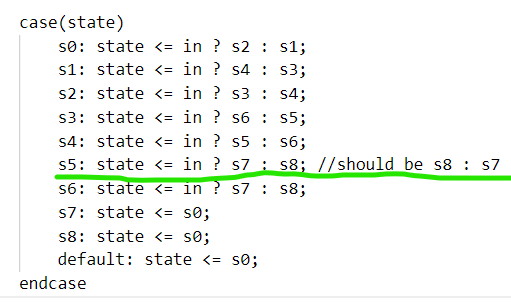 case(state)
s0: state <= in ? s2 : s1;
s1: state <= in ? s4 : s3;
s2: state <= in ? s3 : s4;
s3: state <= in ? s6 : s5;
s4: state <= in ? s5 : s6;
s5: state <= in ? s7 : s8; //should be s8 : s7
s6: state <= in ? s7 : s8;
s7: state <= s0;
s8: state <= s0;
default: state <= s0;
endcase